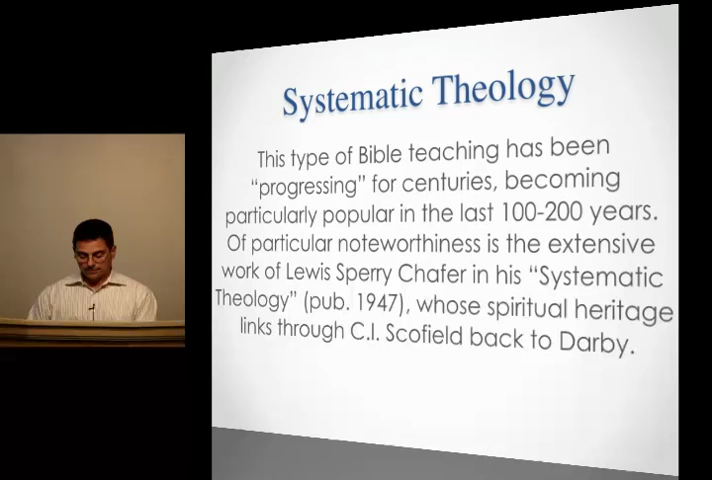 Systematic Theology
This type of Bible teaching has been
"progressing" for centuries, becoming
particularly popular in the last 100-200 years.
Of particular noteworthiness is the extensive
work of Lewis Sperry Chafer in his "Systematic
Theology" (pub. 1947), whose spiritual heritage
links through C.I. Scofield back to Darby.